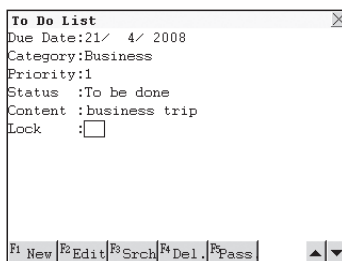 To Do List
Due Date:21/ 4/ 2008
Category:Business
Priority:1
Status :To be done
Content :business trip
Lock :
F1 New F2 Edit F3 Srch F4 Del. F5 Pass.